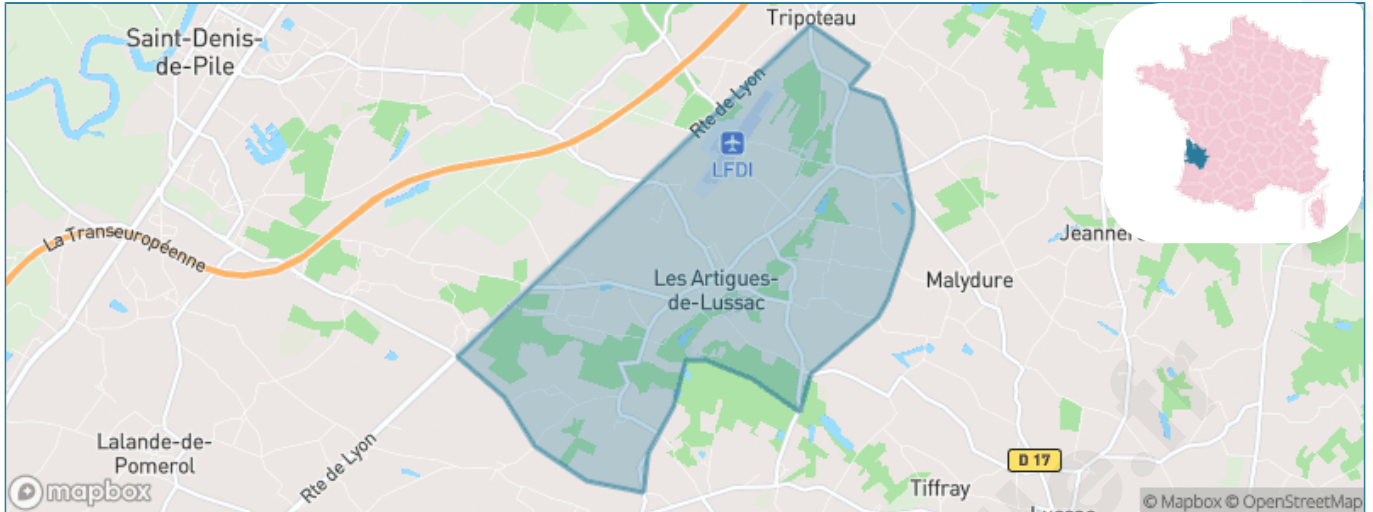 Tripoteau
Saint-Denis-
de-Pile
Rte de Lyon
LFDI
La Transeuropéenne
Les Artigues-
de-Lussac
Malydure
Lalande-de-
Pomerol
Rte de Lyon
D 17
Tiffray
mapbox
© Mapbox © OpenStreetMap